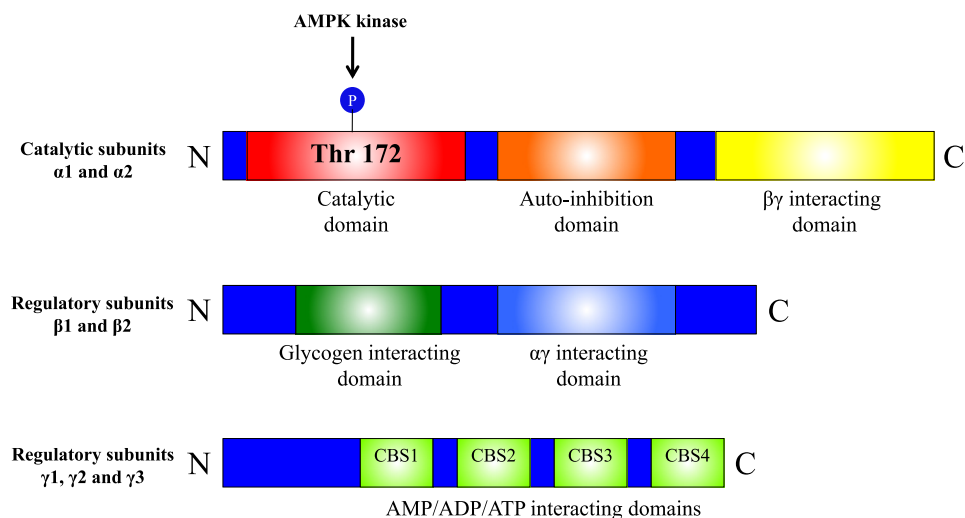 AMPK kinase
P
Catalytic subunits
α1 and α2
N
Thr 172
C
Catalytic
domain
Auto-inhibition
domain
βγ interacting
domain
Regulatory subunits
β1 and β2
N
C
Glycogen interacting
domain
αγ interacting
domain
Regulatory subunits
γ1, γ2 and γ3
N
CBS1
CBS2
CBS3
CBS4
C
AMP/ADP/ATP interacting domains